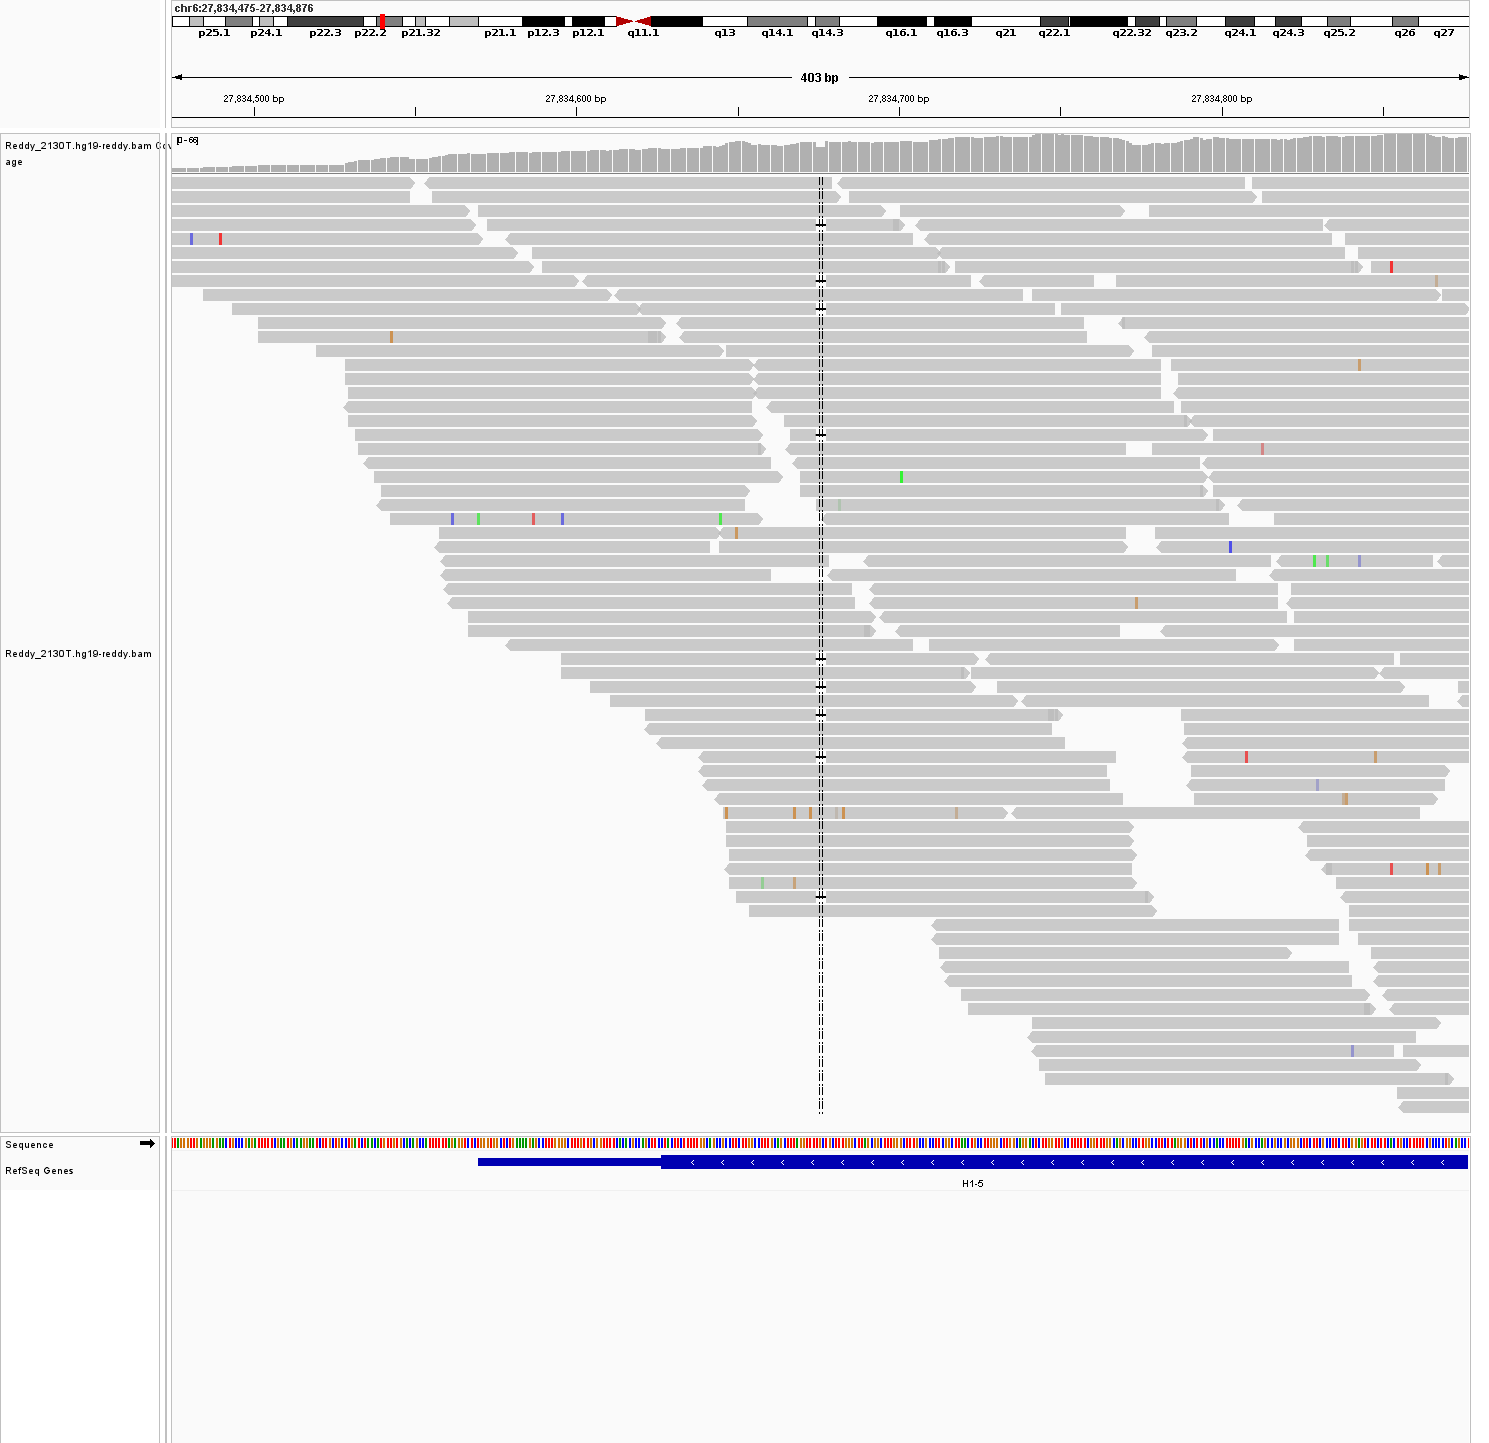 chr6:27,834,475-27,834,876
p25.1 p24.1 p22.3 p22.2 p21.32 p21.1 p12.3 p12.1 q11.1 q13 q14.1 q14.3 q16.1 q16.3 q21 q22.1 q22.32 q23.2 q24.1 q24.3 q25.2 q26 q27
403 bp
27,834,500 bp 27,834,600 bp 27,834,700 bp 27,834,800 bp
Reddy_2130T.hg19-reddy.bam Cov
age
[0-66]
Reddy_2130T.hg19-reddy.bam
Sequence
RefSeq Genes
H1-5